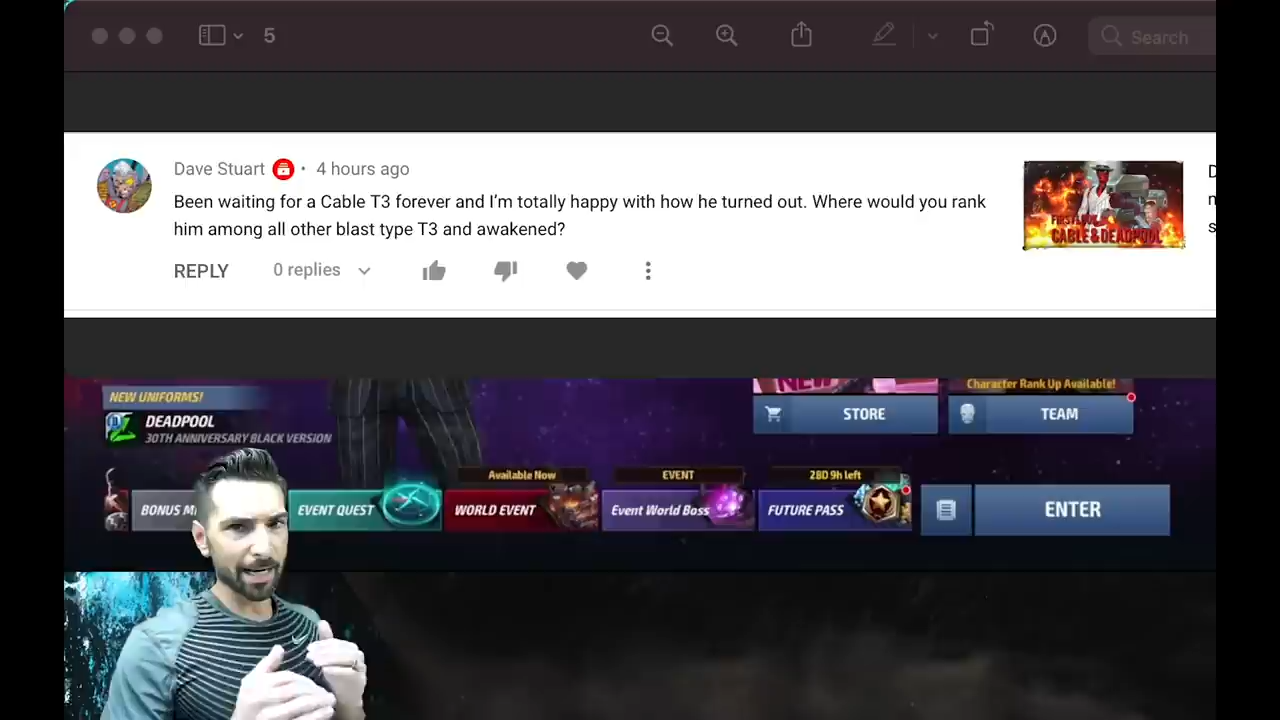 5
Search
Dave Stuart · 4 hours ago
Been waiting for a Cable T3 forever and I'm totally happy with how he turned out. Where would you rank
him among all other blast type T3 and awakened?
REPLY 0 replies
CABLE & DEADPOOL
NEW UNIFORMS!
DEADPOOL
30TH ANNIVERSARY BLACK VERSION
NEW
STORE
Character Rank Up Available!
TEAM
BONUS M
EVENT QUEST
Available Now
WORLD EVENT
EVENT
Event World Boss
28D 9h left
FUTURE PASS
ENTER